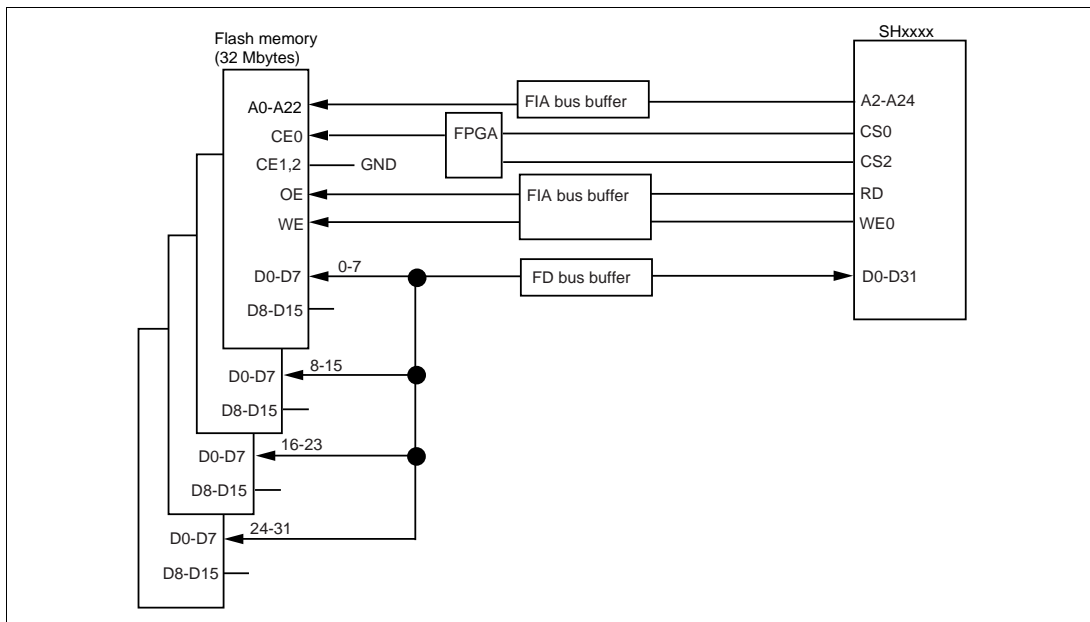 Flash memory
(32 Mbytes)
SHxxxx
A0-A22
FIA bus buffer
A2-A24
CE0
FPGA
CS0
CE1,2
GND
CS2
OE
FIA bus buffer
RD
WE
WE0
D0-D7
0-7
FD bus buffer
D0-D31
D8-D15
D0-D7
8-15
D8-D15
D0-D7
16-23
D8-D15
D0-D7
24-31
D8-D15